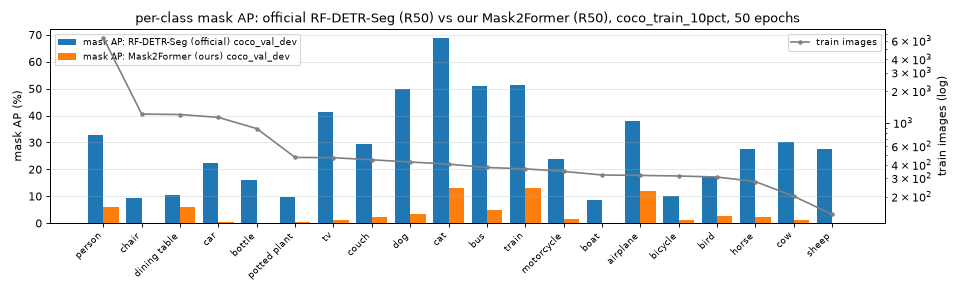 per-class mask AP: official RF-DETR-Seg (R50) vs our Mask2Former (R50), coco_train_10pct, 50 epochs
mask AP: RF-DETR-Seg (official) coco_val_dev
mask AP: Mask2Former (ours) coco_val_dev
train images
mask AP (%)
70
60
50
40
30
20
10
0
6 × 10³
4 × 10³
3 × 10³
2 × 10³
10³
6 × 10²
4 × 10²
3 × 10²
2 × 10²
train images (log)
person
chair
dining table
car
bottle
potted plant
tv
couch
dog
cat
bus
train
motorcycle
boat
airplane
bicycle
bird
horse
cow
sheep